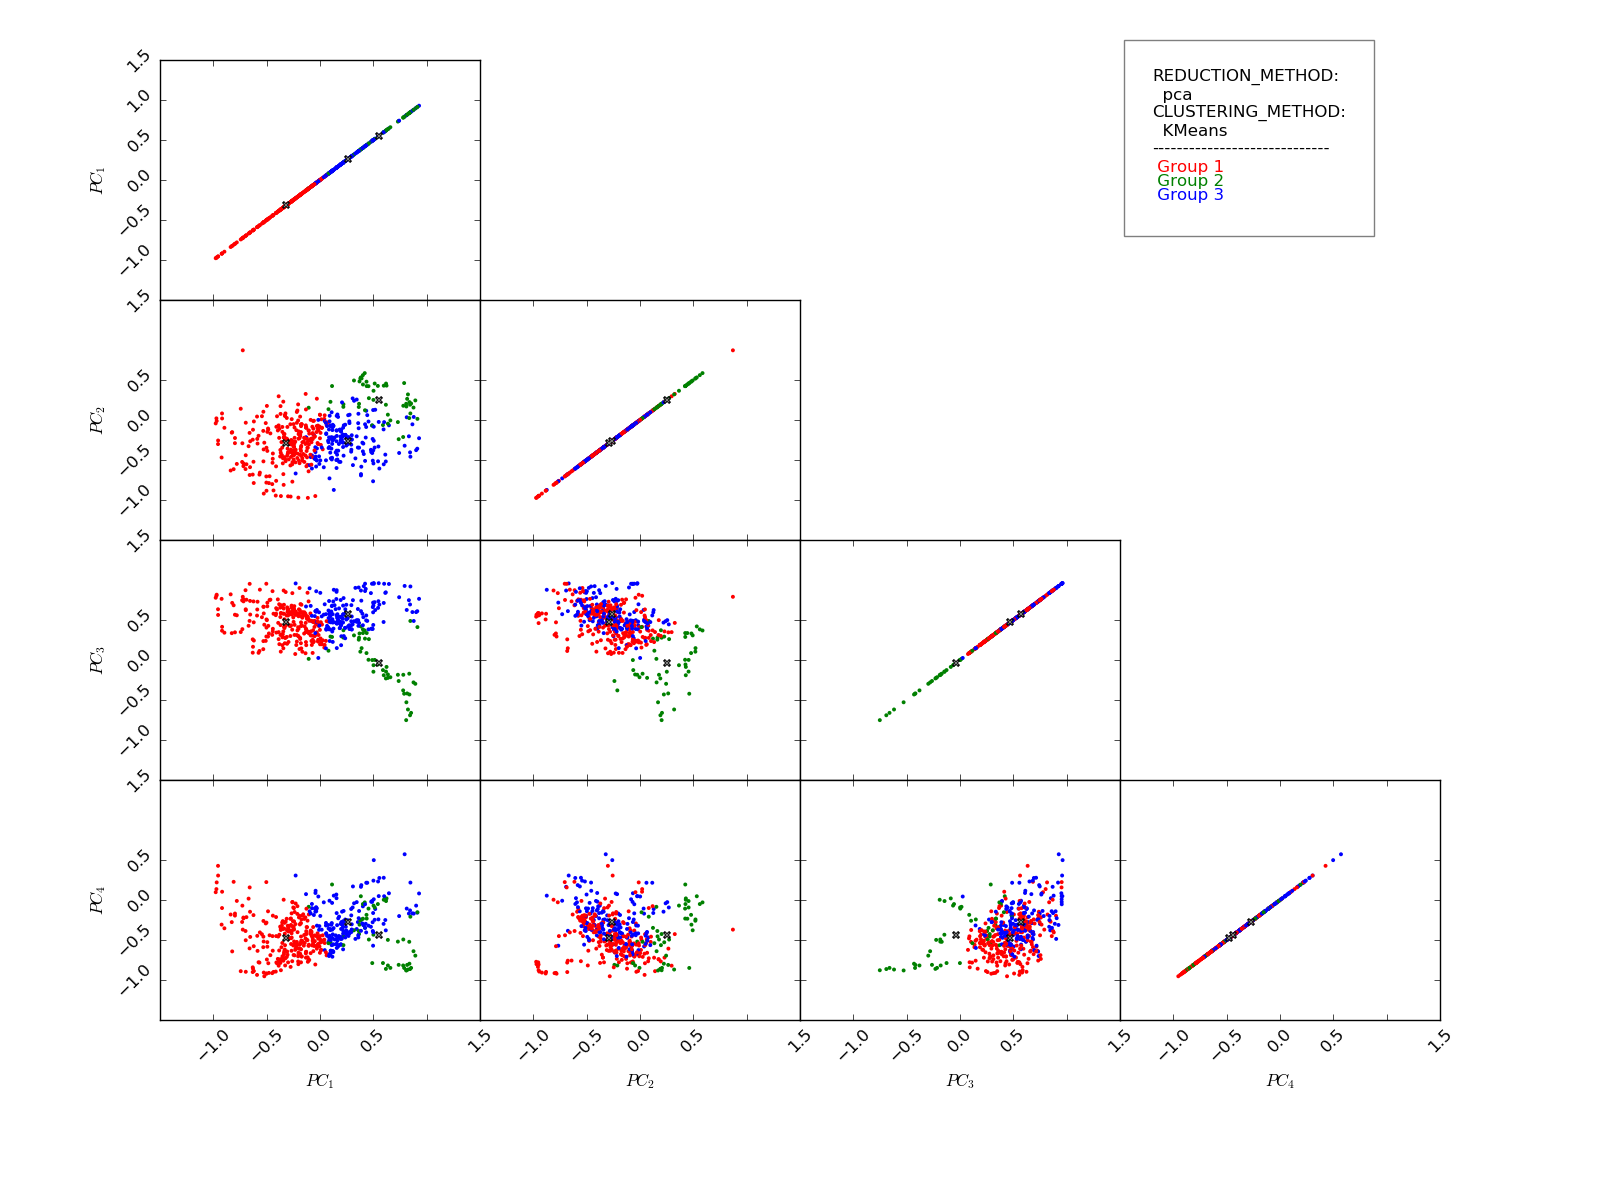 REDUCTION_METHOD:
pca
CLUSTERING_METHOD:
KMeans
------------------------------
Group 1
Group 2
Group 3
1.5
1.0
0.5
0.0
−0.5
−1.0
PC1
1.5
0.5
0.0
−0.5
−1.0
PC2
1.5
0.5
0.0
−0.5
−1.0
PC3
1.5
0.5
0.0
−0.5
−1.0
PC4
−1.0 −0.5 0.0 0.5 1.5 −1.0 −0.5 0.0 0.5 1.5 −1.0 −0.5 0.0 0.5 1.5 −1.0 −0.5 0.0 0.5 1.5
PC1 PC2 PC3 PC4